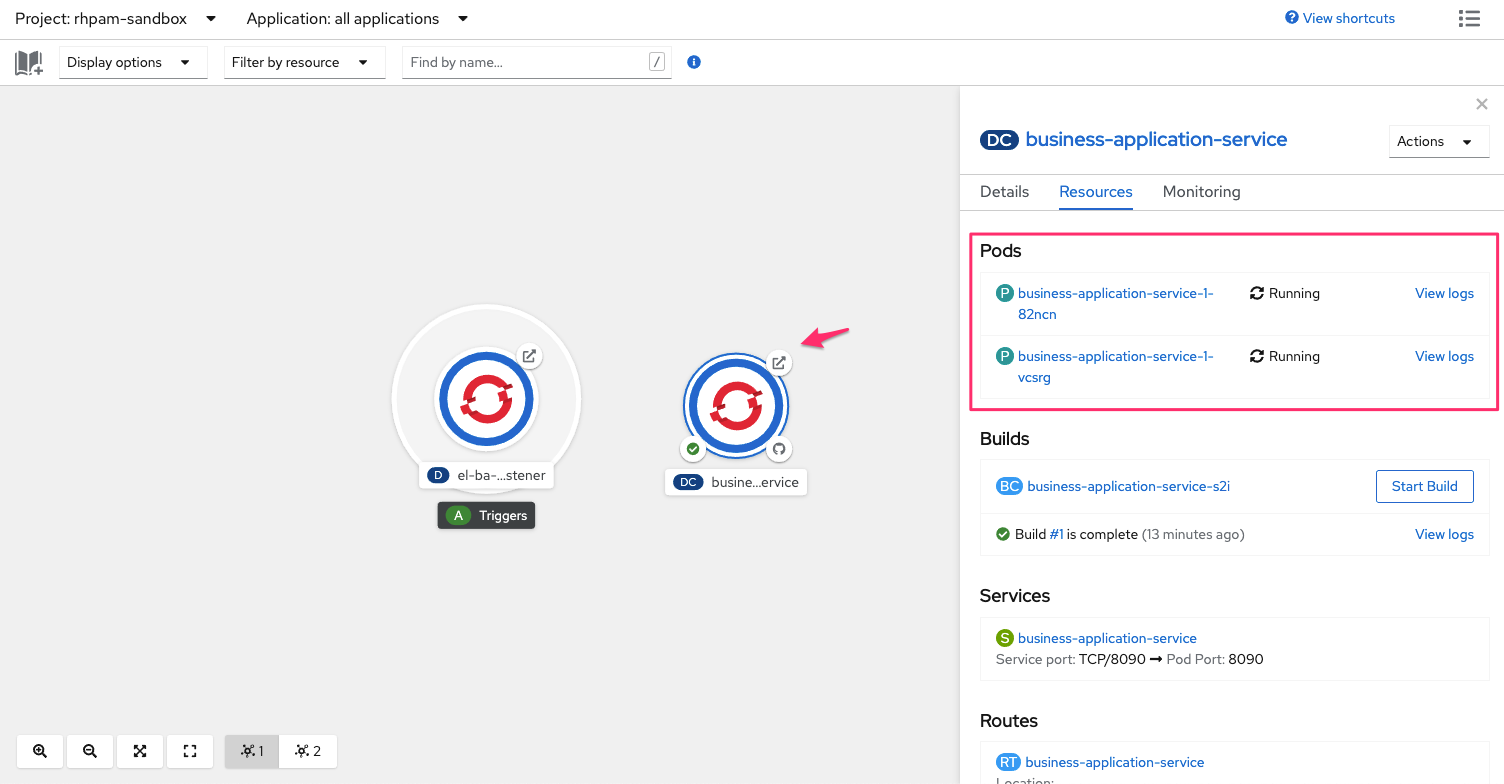 Project: rhpam-sandbox
Application: all applications
View shortcuts
Display options
Filter by resource
Find by name...
/
DC business-application-service
Actions
Details
Resources
Monitoring
Pods
P business-application-service-1-
82ncn
Running
View logs
P business-application-service-1-
vcsrg
Running
View logs
Builds
BC business-application-service-s2i
Start Build
Build #1 is complete (13 minutes ago)
View logs
Services
S business-application-service
Service port: TCP/8090 → Pod Port: 8090
Routes
RT business-application-service
Location:
D el-ba-...stener
A Triggers
DC busine...ervice
1
2